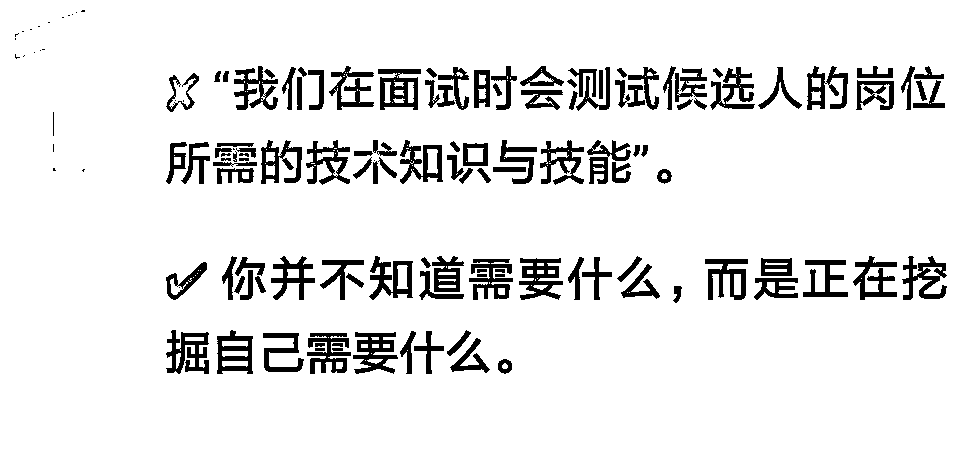 ✘ “我们在面试时会测试候选人的岗位
所需的技术知识与技能”。
✔ 你并不知道需要什么，而是正在挖
掘自己需要什么。